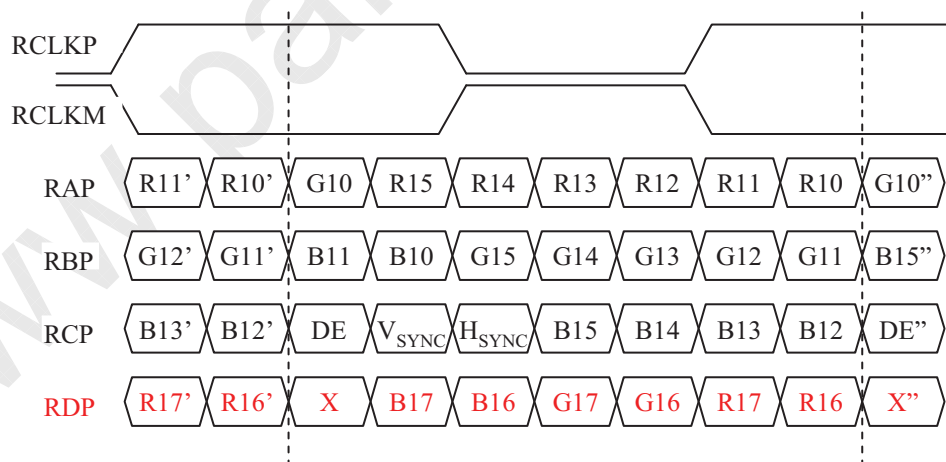 RCLKP
RCLKM
RAP R11’ R10’ G10 R15 R14 R13 R12 R11 R10 G10”
RBP G12’ G11’ B11 B10 G15 G14 G13 G12 G11 B15”
RCP B13’ B12’ DE VSYNC HSYNC B15 B14 B13 B12 DE”
RDP R17’ R16’ X B17 B16 G17 G16 R17 R16 X”